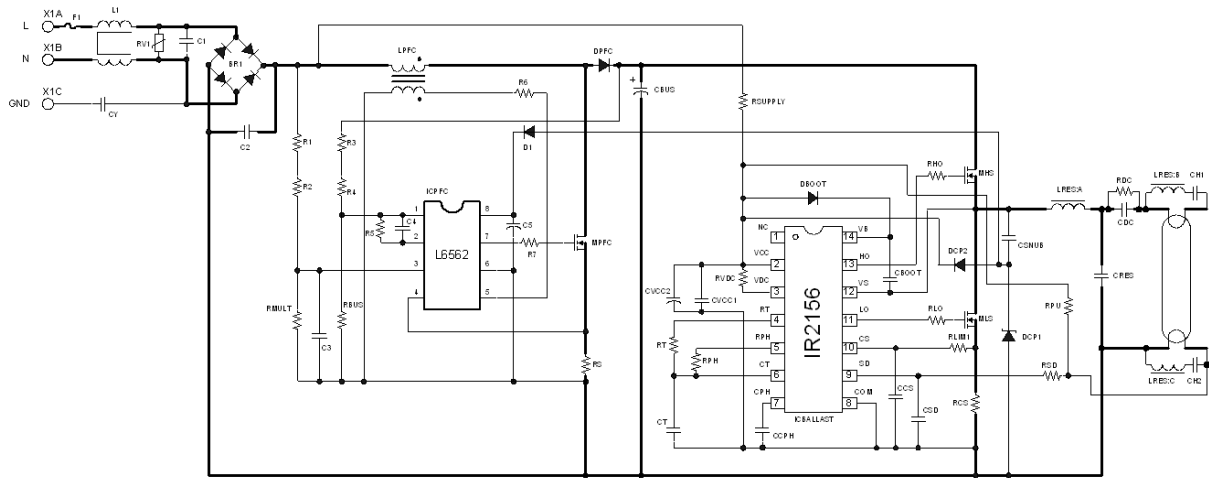 X1A
F1
L1
L
X1B
RV1
C1
N
BR1
X1C
GND
CY
C2
LPFC
DPFC
R6
CBUS
+
RSUPPLY
R1
R3
D1
R2
R4
ICPFC
R5
C4
1
2
3
4
L6562
8
7
6
5
C5
R7
MPFC
RMULT
C3
RBUS
RS
DBOOT
RHO
MHS
NC
VCC
VDC
RT
RPH
CT
CPH
1
2
3
4
5
6
7
IR2156
14
13
12
11
10
9
8
VB
HO
VS
LO
CS
SD
COM
CBOOT
RVDC
CVCC2
CVCC1
RT
RPH
CT
CCPH
ICBALLAST
DCP2
CSNUB
RLO
MLS
RLIM1
DCP1
CCS
CSD
RCS
RSD
RPU
LRES:A
RDC
CDC
LRES:B
CH1
CRES
LRES:C
CH2